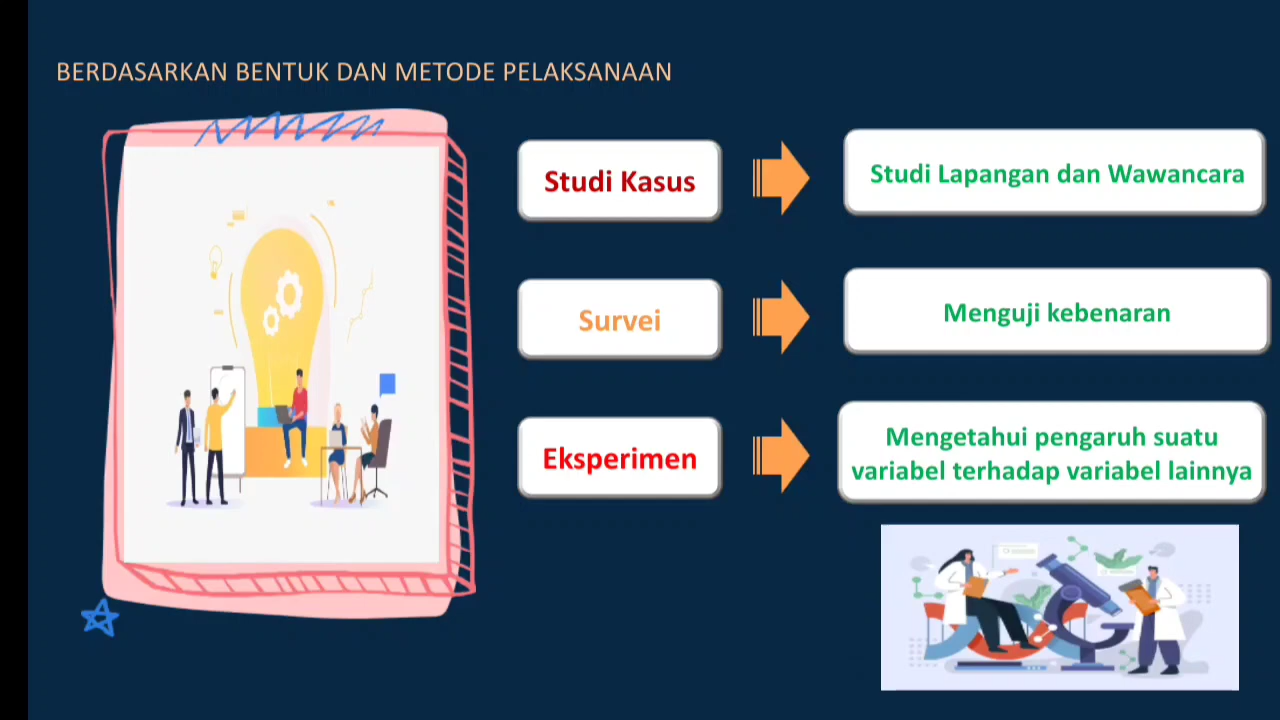 BERDASARKAN BENTUK DAN METODE PELAKSANAAN
Studi Kasus
Studi Lapangan dan Wawancara
Survei
Menguji kebenaran
Eksperimen
Mengetahui pengaruh suatu
variabel terhadap variabel lainnya